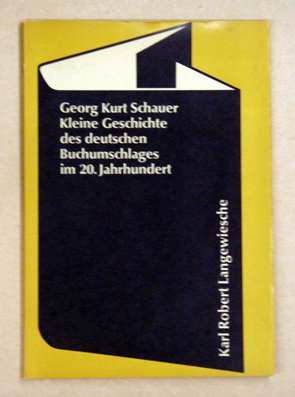 Georg Kurt Schauer
Kleine Geschichte
des deutschen
Buchumschlages
im 20. Jahrhundert
Karl Robert Langewiesche